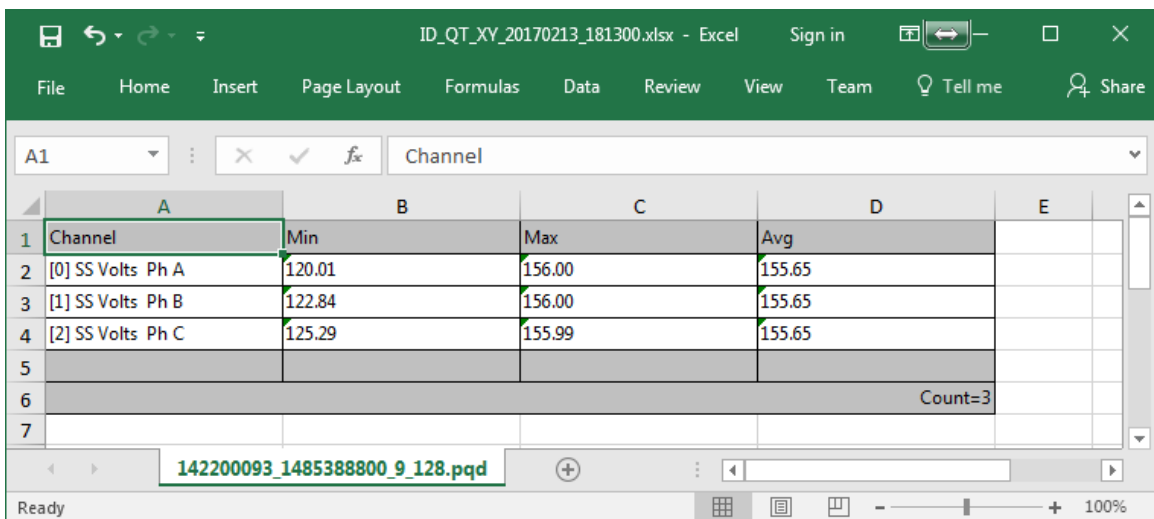 ID_QT_XY_20170213_181300.xlsx - Excel Sign in
File Home Insert Page Layout Formulas Data Review View Team Tell me Share
A1 fx Channel
A B C D E
1 Channel Min Max Avg
2 [0] SS Volts  Ph A 120.01 156.00 155.65
3 [1] SS Volts  Ph B 122.84 156.00 155.65
4 [2] SS Volts  Ph C 125.29 155.99 155.65
5
6 Count=3
7
142200093_1485388800_9_128.pqd
Ready 100%